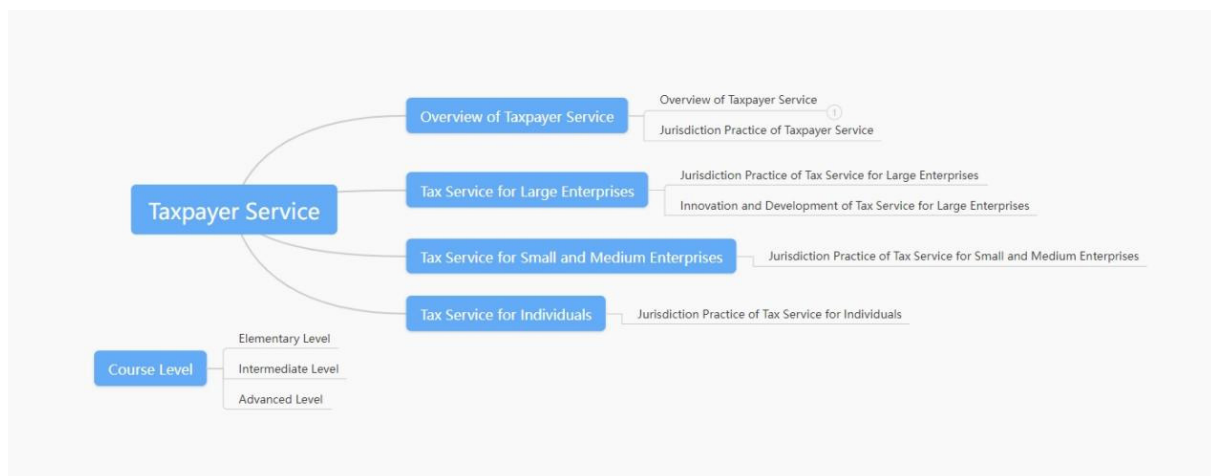 Taxpayer Service
Overview of Taxpayer Service
Overview of Taxpayer Service
1
Jurisdiction Practice of Taxpayer Service
Tax Service for Large Enterprises
Jurisdiction Practice of Tax Service for Large Enterprises
Innovation and Development of Tax Service for Large Enterprises
Tax Service for Small and Medium Enterprises
Jurisdiction Practice of Tax Service for Small and Medium Enterprises
Tax Service for Individuals
Jurisdiction Practice of Tax Service for Individuals
Course Level
Elementary Level
Intermediate Level
Advanced Level